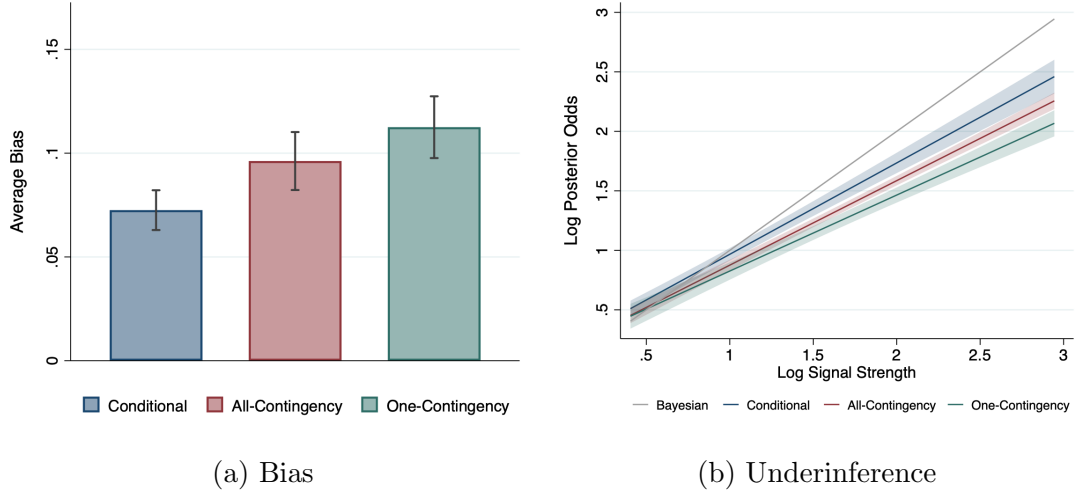 Average Bias
.15
.1
.05
0
Conditional
All-Contingency
One-Contingency
(a) Bias
Log Posterior Odds
3
2.5
2
1.5
1
.5
.5 1 1.5 2 2.5 3
Log Signal Strength
Bayesian
Conditional
All-Contingency
One-Contingency
(b) Underinference